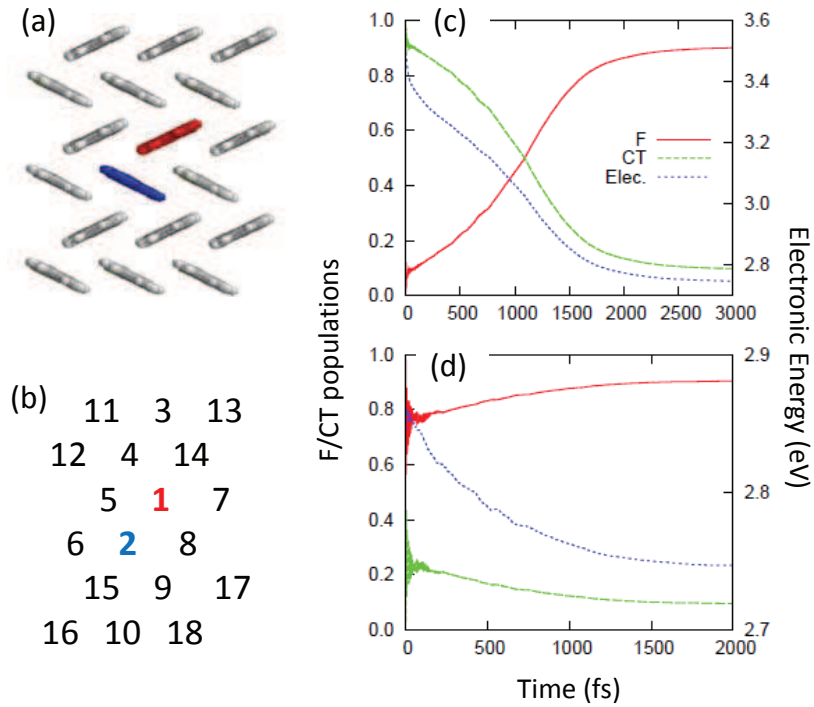 (a)
(b)
11 3 13
12 4 14
5 1 7
6 2 8
15 9 17
16 10 18
F/CT populations
(c)
1.0
0.8
0.6
0.4
0.2
0.0
F
CT
Elec.
3.6
3.4
3.2
3.0
2.8
0 500 1000 1500 2000 2500 3000
(d)
1.0
0.8
0.6
0.4
0.2
0.0
2.9
2.8
2.7
0 500 1000 1500 2000
Time (fs)
Electronic Energy (eV)